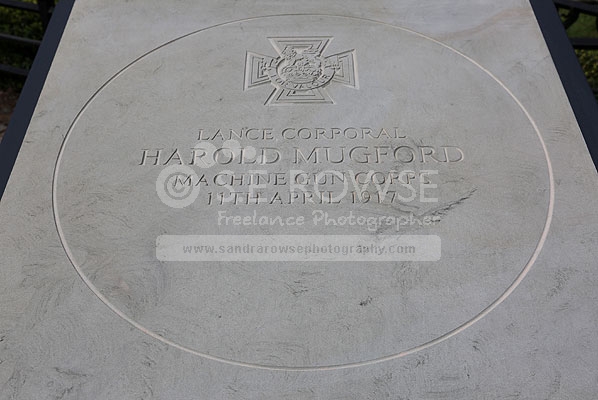 LANCE CORPORAL
HAROLD MUGFORD
MACHINE GUN CORPS
11TH APRIL 1917
ROWSE
Freelance Photographer
www.sandrarowsephotography.com